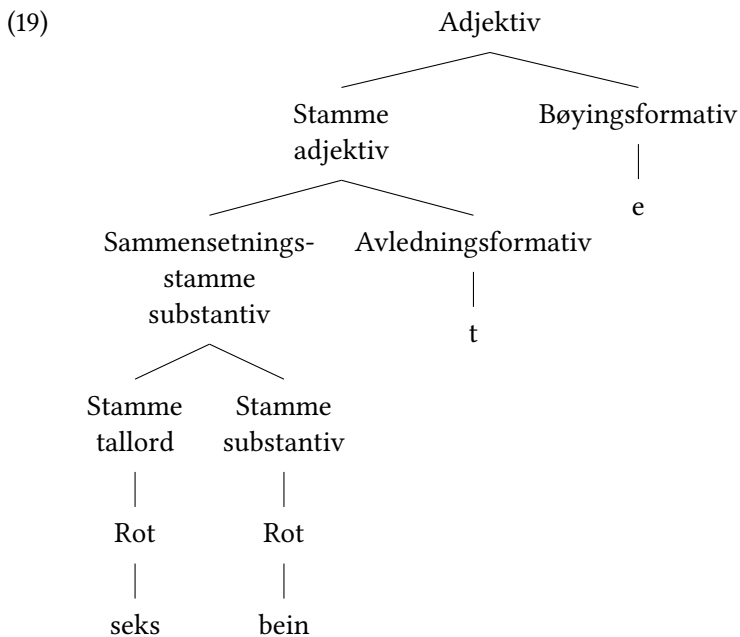 (19) Adjektiv
Stamme Bøyingsformativ
adjektiv
e
Sammensetnings- Avledningsformativ
stamme
substantiv t
Stamme Stamme
tallord substantiv
Rot Rot
seks bein